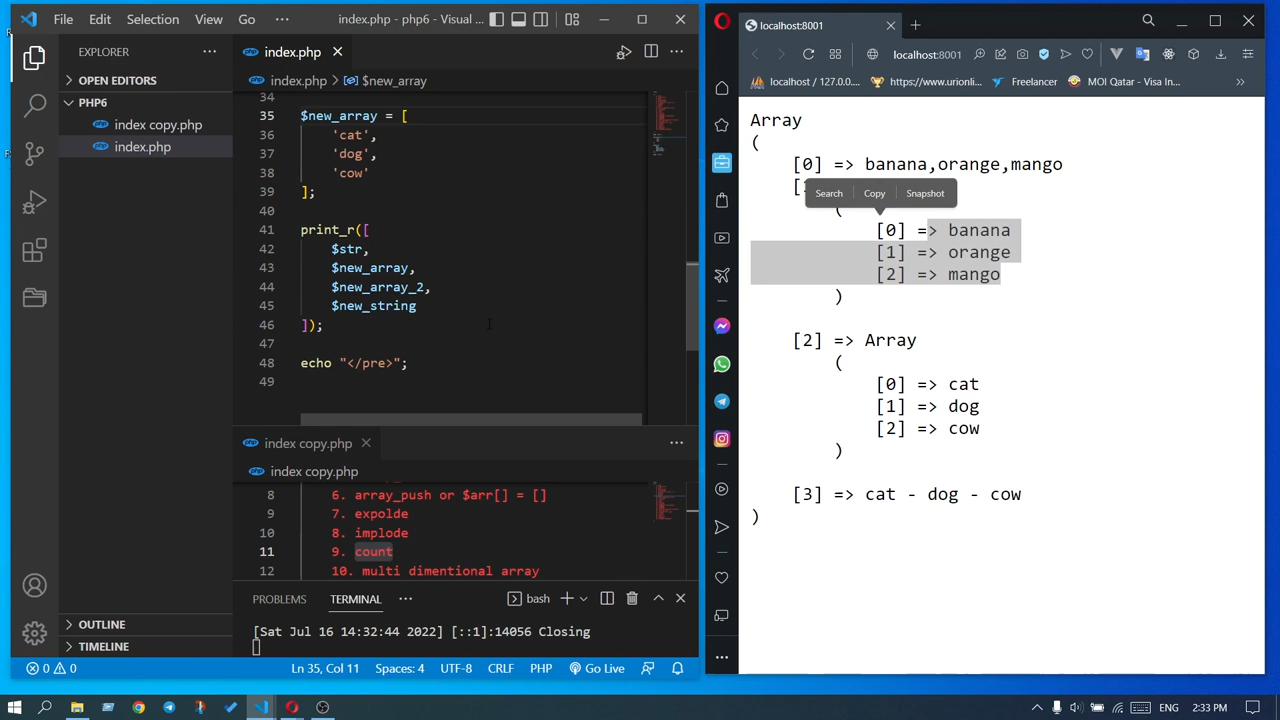 File Edit Selection View Go ··· index.php - php6 - Visual ...
EXPLORER ···
OPEN EDITORS
PHP6
index copy.php
index.php
OUTLINE
TIMELINE
index.php
index.php > $new_array
34
35 $new_array = [
36 'cat',
37 'dog',
38 'cow'
39 ];
40
41 print_r([
42 $str,
43 $new_array,
44 $new_array_2,
45 $new_string
46 ]);
47
48 echo "</pre>";
49
index copy.php
index copy.php
8 6. array_push or $arr[] = []
9 7. expolde
10 8. implode
11 9. count
12 10. multi dimentional array
PROBLEMS TERMINAL ··· bash
[Sat Jul 16 14:32:44 2022] [::1]:14056 Closing
0 0 Ln 35, Col 11 Spaces: 4 UTF-8 CRLF PHP Go Live
localhost:8001
localhost:8001
localhost / 127.0.0.... https://www.urionli... Freelancer MOI Qatar - Visa In...
Array
(
[0] => banana,orange,mango
Search Copy Snapshot
(
[0] => banana
[1] => orange
[2] => mango
)
[2] => Array
(
[0] => cat
[1] => dog
[2] => cow
)
[3] => cat - dog - cow
)
ENG 2:33 PM